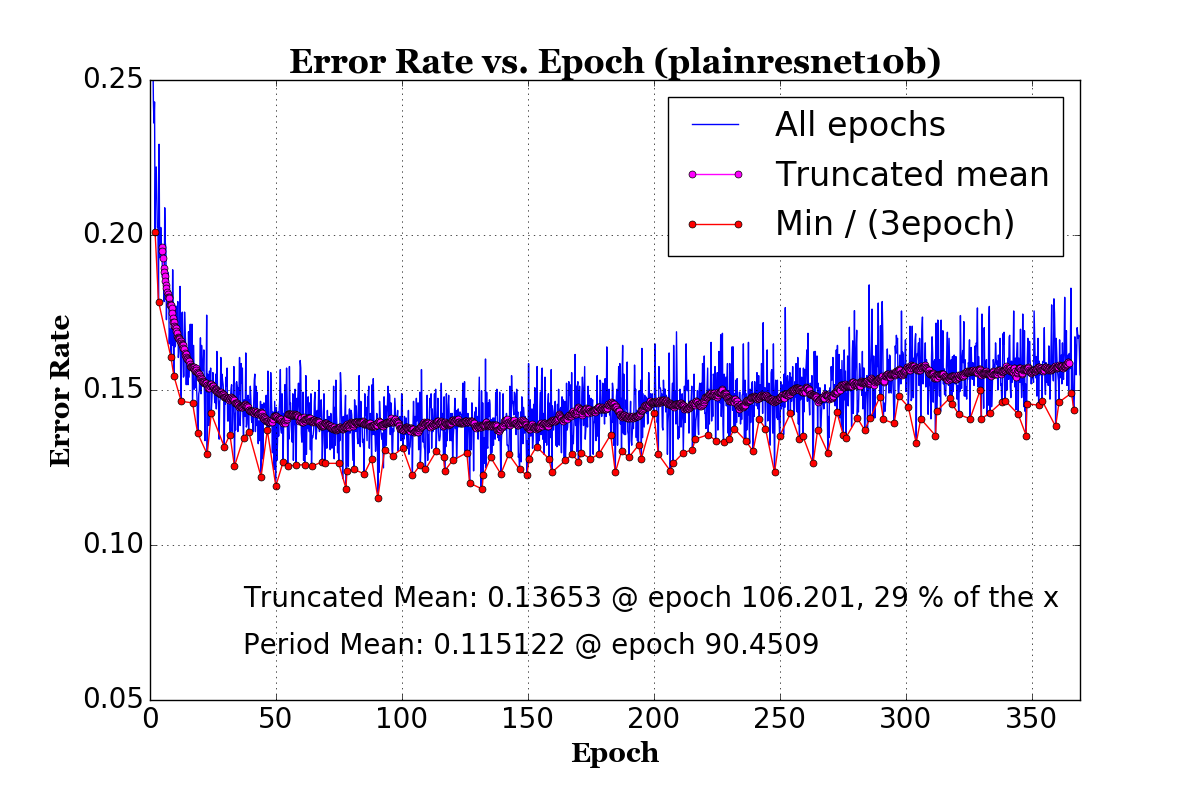 Error Rate vs. Epoch (plainresnet10b)
0.25
0.20
0.15
0.10
0.05
Error Rate
All epochs
Truncated mean
Min / (3epoch)
Truncated Mean: 0.13653 @ epoch 106.201, 29 % of the x
Period Mean: 0.115122 @ epoch 90.4509
0 50 100 150 200 250 300 350
Epoch